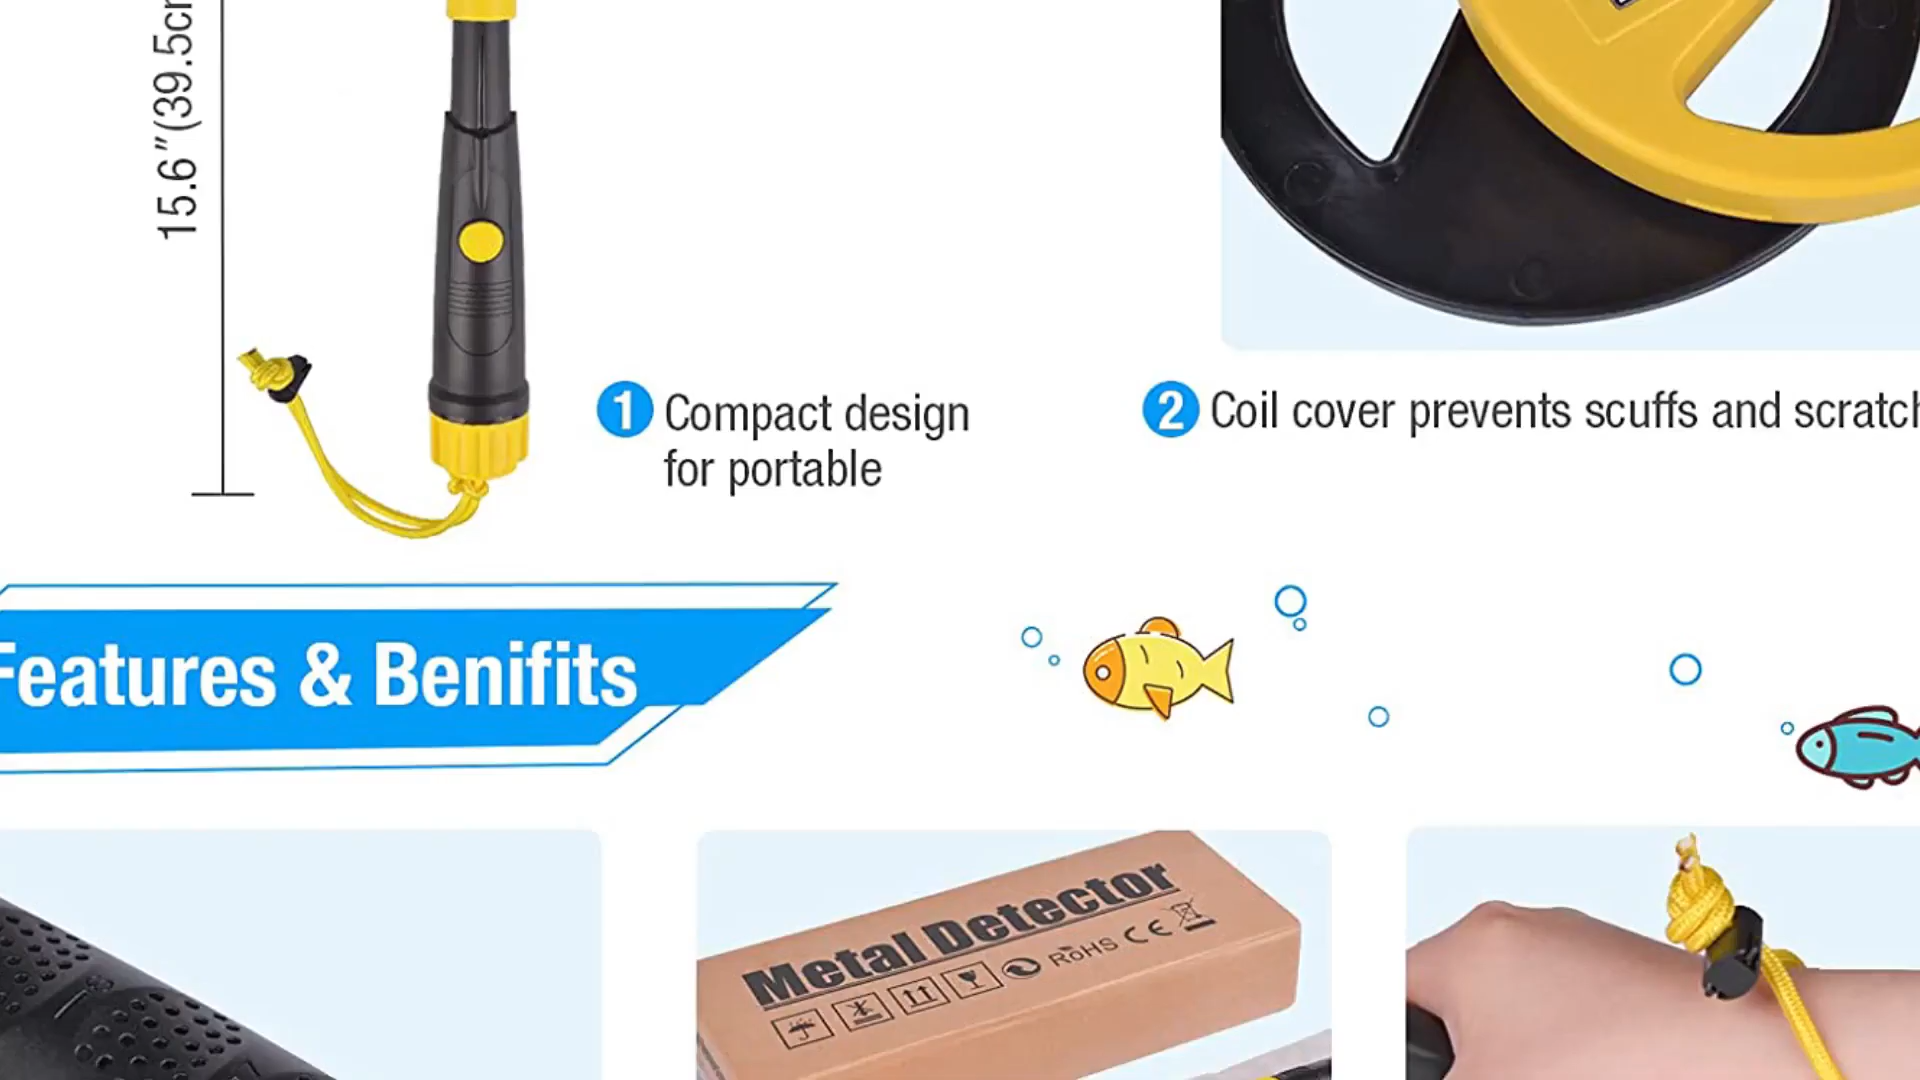 15.6"(39.5c
1 Compact design
for portable
2 Coil cover prevents scuffs and scratch
Features & Benifits
Metal Detector
RoHS CE